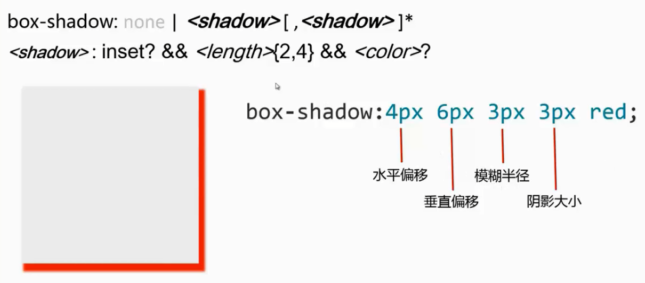 box-shadow: none | <shadow>[ ,<shadow> ]*
<shadow> : inset? && <length>{2,4} && <color>?
box-shadow:4px 6px 3px 3px red;
水平偏移
模糊半径
垂直偏移
阴影大小